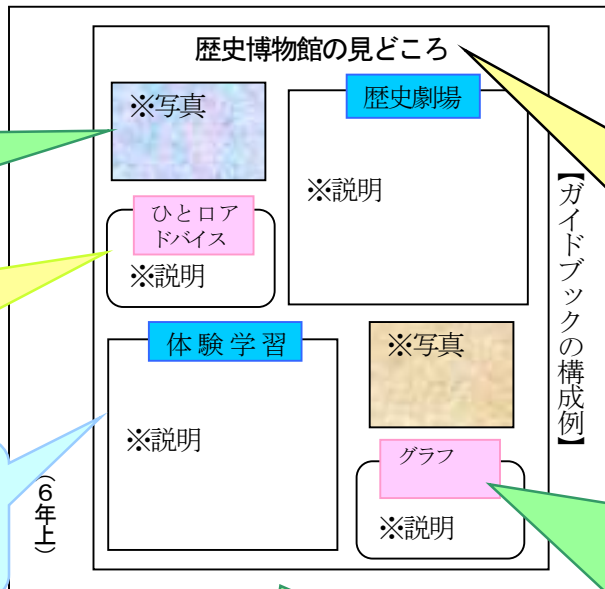 歴史博物館の見どころ
※写真
歴史劇場
※説明
ひと口ア
ドバイス
※説明
体験学習
※説明
※写真
グラフ
※説明
【ガイドブックの構成例】
（６年上）